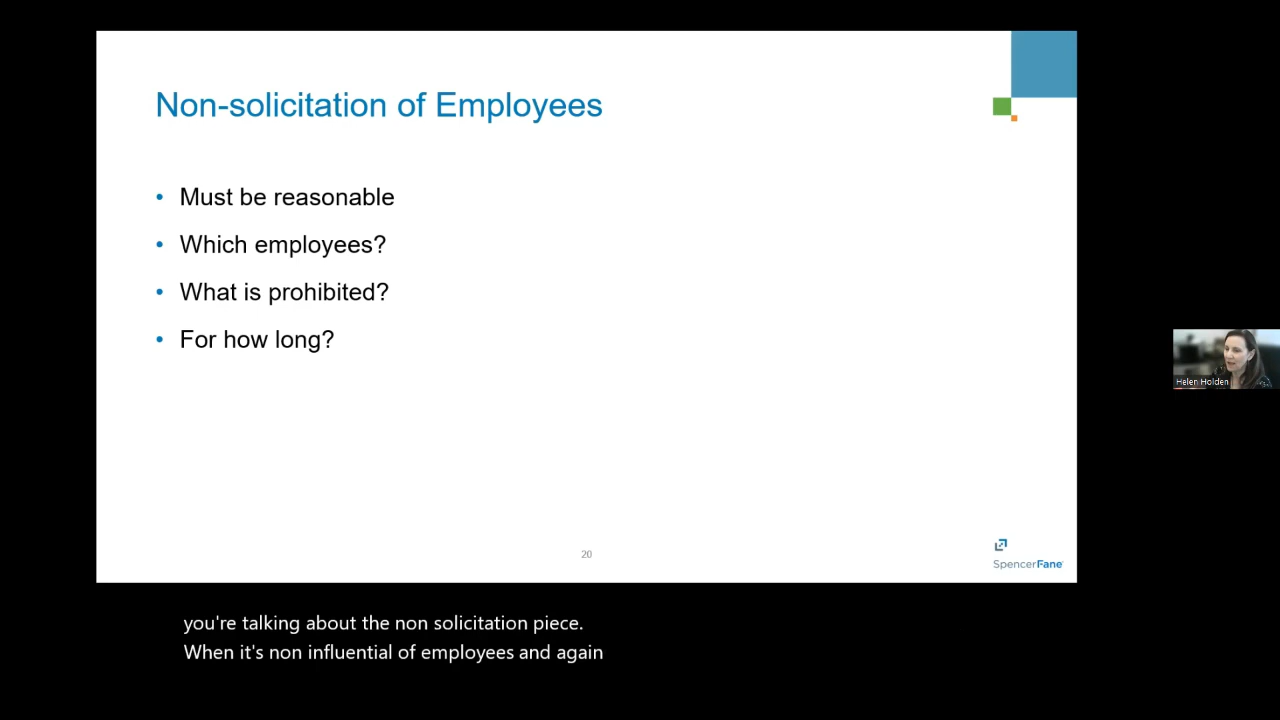 Non-solicitation of Employees
• Must be reasonable
• Which employees?
• What is prohibited?
• For how long?
20
SpencerFane
Helen Holden
you're talking about the non solicitation piece.
When it's non influential of employees and again